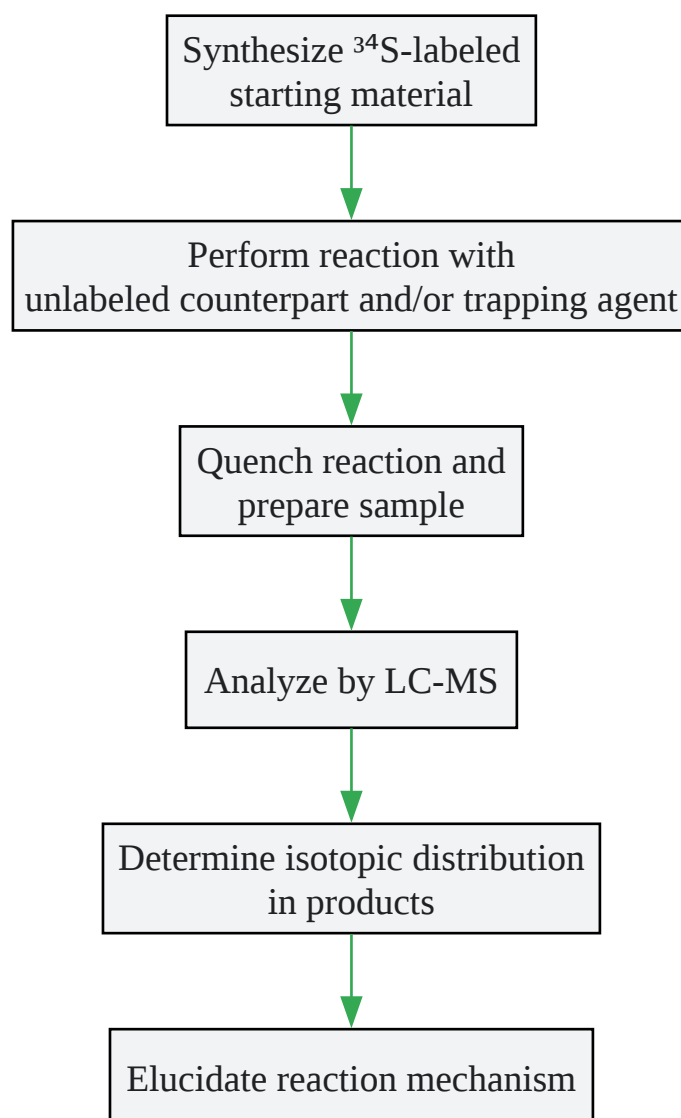 Synthesize ³⁴S-labeled
starting material
Perform reaction with
unlabeled counterpart and/or trapping agent
Quench reaction and
prepare sample
Analyze by LC-MS
Determine isotopic distribution
in products
Elucidate reaction mechanism